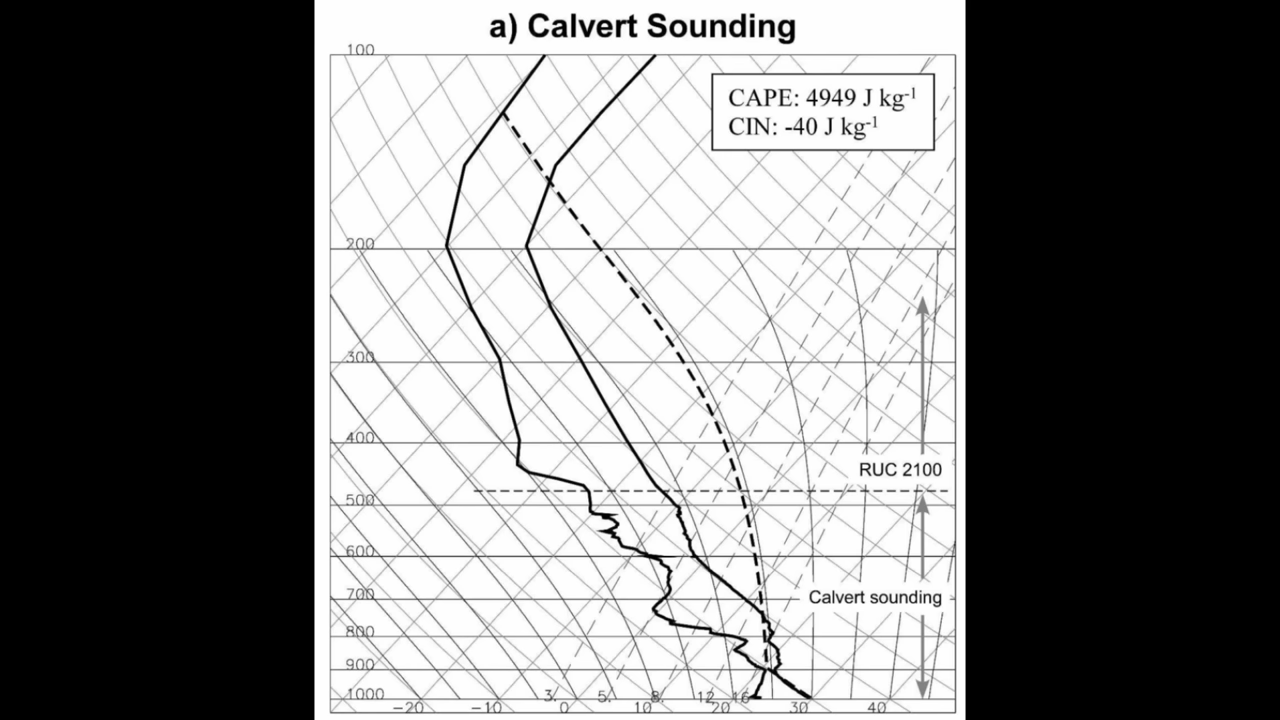 a) Calvert Sounding
100
CAPE: 4949 J kg-1
CIN: -40 J kg-1
200
300
400
RUC 2100
500
600
Calvert sounding
700
800
900
1000
3. 5. 8. 12 16
-20 -10 0 10 20 30 40